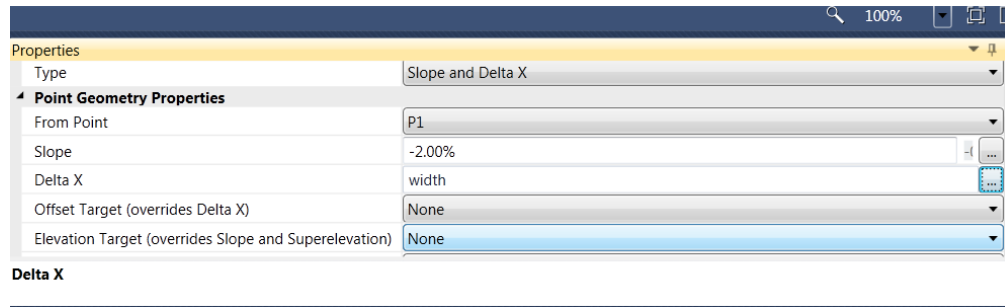 100%
Properties
Type Slope and Delta X
Point Geometry Properties
From Point P1
Slope -2.00% ...
Delta X width ...
Offset Target (overrides Delta X) None
Elevation Target (overrides Slope and Superelevation) None
Delta X